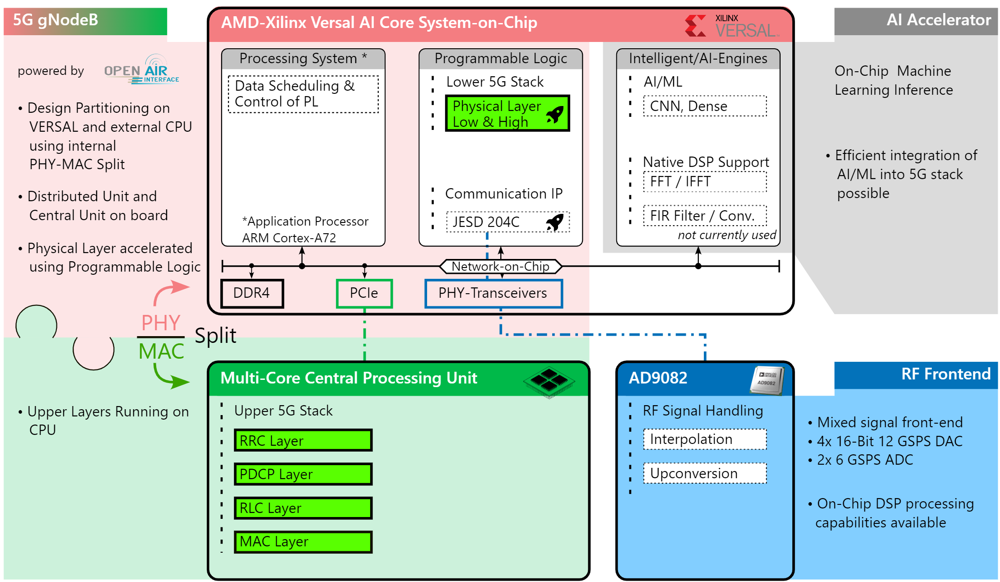 5G gNodeB
powered by
OPEN AIR
INTERFACE
• Design Partitioning on
VERSAL and external CPU
using internal
PHY-MAC Split
• Distributed Unit and
Central Unit on board
• Physical Layer accelerated
using Programmable Logic
PHY
MAC
Split
• Upper Layers Running on
CPU
AMD-Xilinx Versal AI Core System-on-Chip
XILINX
VERSAL
Processing System *
Data Scheduling &
Control of PL
*Application Processor
ARM Cortex-A72
Programmable Logic
Lower 5G Stack
Physical Layer
Low & High
Communication IP
JESD 204C
Intelligent/AI-Engines
AI/ML
CNN, Dense
Native DSP Support
FFT / IFFT
FIR Filter / Conv.
not currently used
Network-on-Chip
DDR4
PCIe
PHY-Transceivers
Multi-Core Central Processing Unit
Upper 5G Stack
RRC Layer
PDCP Layer
RLC Layer
MAC Layer
AD9082
ANALOG
DEVICES
AD9082
RF Signal Handling
Interpolation
Upconversion
AI Accelerator
On-Chip Machine
Learning Inference
• Efficient integration of
AI/ML into 5G stack
possible
RF Frontend
• Mixed signal front-end
• 4x 16-Bit 12 GSPS DAC
• 2x 6 GSPS ADC
• On-Chip DSP processing
capabilities available